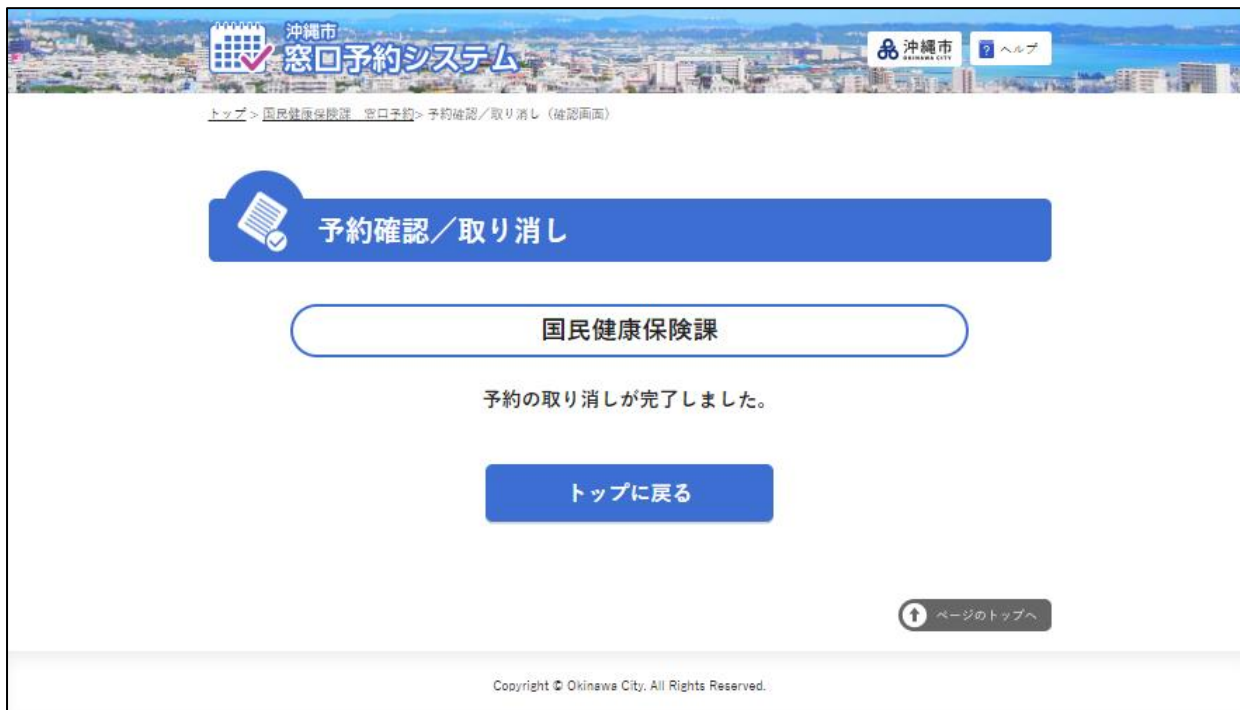 沖縄市
窓口予約システム
沖縄市
OKINAWA CITY
? ヘルプ
トップ > 国民健康保険課　窓口予約> 予約確認／取り消し（確認画面）
予約確認／取り消し
国民健康保険課
予約の取り消しが完了しました。
トップに戻る
ページのトップへ
Copyright © Okinawa City. All Rights Reserved.